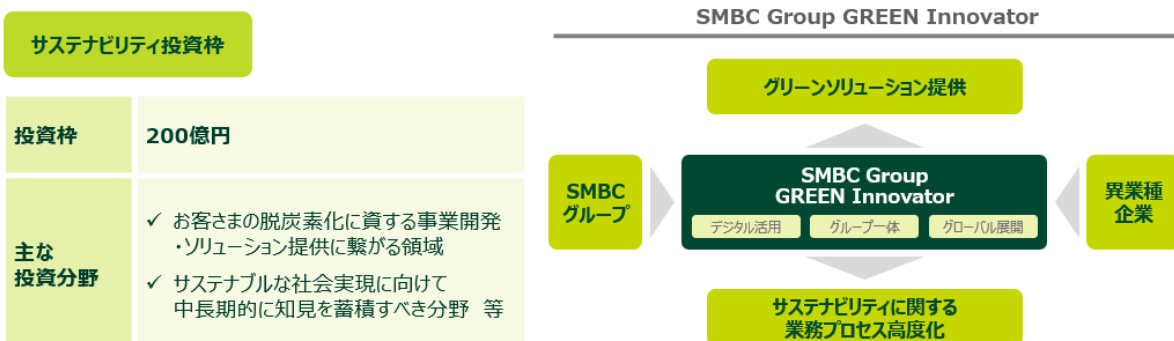 サステナビリティ投資枠
投資枠
200億円
主な
投資分野
✓ お客さまの脱炭素化に資する事業開発
・ソリューション提供に繋がる領域
✓ サステナブルな社会実現に向けて
中長期的に知見を蓄積すべき分野 等
SMBC Group GREEN Innovator
グリーンソリューション提供
SMBC
グループ
SMBC Group
GREEN Innovator
デジタル活用
グループ一体
グローバル展開
異業種
企業
サステナビリティに関する
業務プロセス高度化